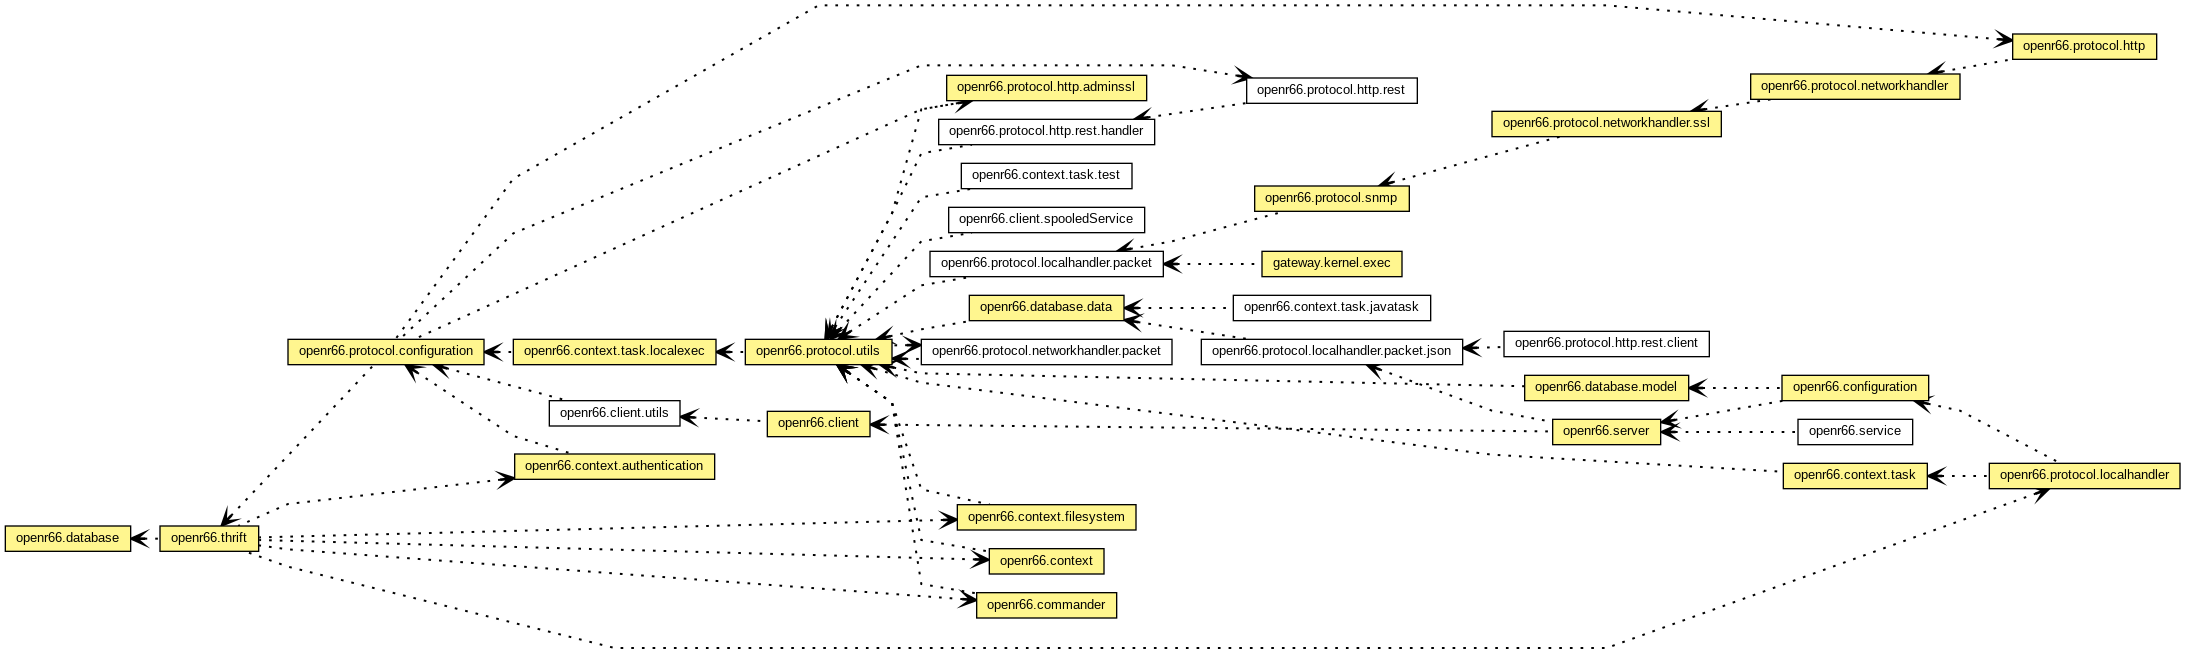 openr66.protocol.http
openr66.protocol.http.adminssl
openr66.protocol.http.rest
openr66.protocol.networkhandler
openr66.protocol.networkhandler.ssl
openr66.protocol.http.rest.handler
openr66.context.task.test
openr66.protocol.snmp
openr66.client.spooledService
openr66.protocol.localhandler.packet
gateway.kernel.exec
openr66.database.data
openr66.context.task.javatask
openr66.protocol.http.rest.client
openr66.protocol.configuration
openr66.context.task.localexec
openr66.protocol.utils
openr66.protocol.networkhandler.packet
openr66.protocol.localhandler.packet.json
openr66.database.model
openr66.configuration
openr66.client.utils
openr66.client
openr66.server
openr66.service
openr66.context.authentication
openr66.context.task
openr66.protocol.localhandler
openr66.context.filesystem
openr66.database
openr66.thrift
openr66.context
openr66.commander